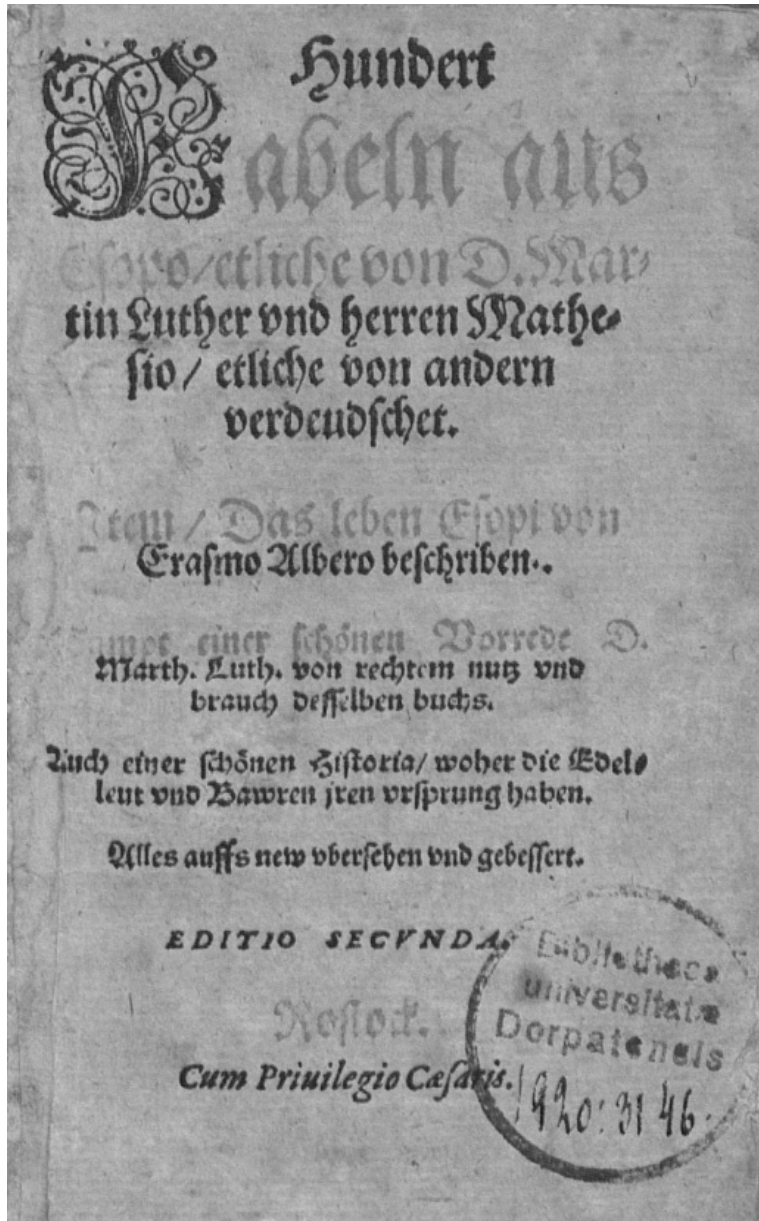 Hundert
Fabeln aus
Esopo/etliche von D. Mar-
tin Luther vnd herren Mathe-
sio/ etliche von andern
verdeudschet.
Item/ Das leben Esopi von
Erasmo Albero beschriben..
Sampt einer schönen Vorrede D.
Marth. Luth. von rechtem nutz vnd
brauch desselben buchs.
Auch einer schönen Historia/ woher die Edel-
leut vnd Bawren jren vrsprung haben.
Alles auffs new vbersehen vnd gebessert.
EDITIO SECVNDA.
Rostock.
Cum Priuilegio Cæsaris.
Bibliotheca
universitatis
Dorpatensis
1920: 3146.